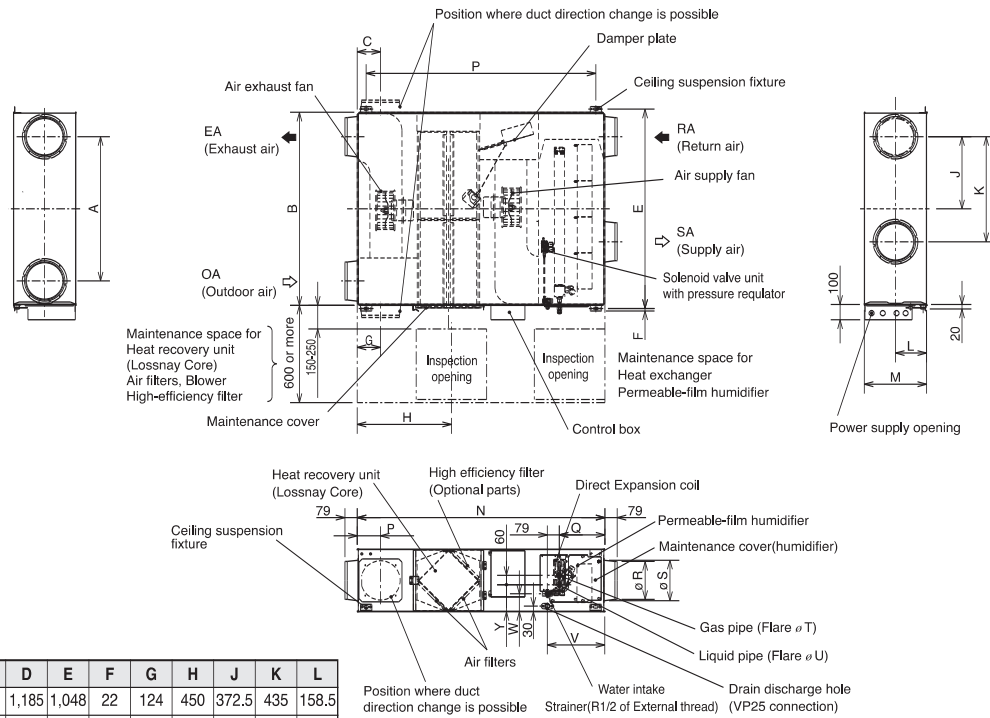 Position where duct direction change is possible
C
Damper plate
P
Ceiling suspension fixture
Air exhaust fan
EA
(Exhaust air)
RA
(Return air)
Air supply fan
A
B
E
J
K
SA
(Supply air)
OA
(Outdoor air)
Solenoid valve unit
with pressure requlator
100
20
F
L
G
M
Maintenance space for
Heat recovery unit
(Lossnay Core)
Air filters, Blower
High-efficiency filter
600 or more
150-250
Inspection
opening
Inspection
opening
Maintenance space for
Heat exchanger
Permeable-film humidifier
Maintenance cover
H
Control box
Power supply opening
Heat recovery unit
(Lossnay Core)
High efficiency filter
(Optional parts)
Direct Expansion coil
79
N
79
P
60
79
Q
Permeable-film humidifier
Ceiling suspension
fixture
Maintenance cover(humidifier)
ø R
ø S
Gas pipe (Flare ø T)
Y
W
30
V
Liquid pipe (Flare ø U)
Air filters
Position where duct
direction change is possible
Water intake
Strainer(R1/2 of External thread)
Drain discharge hole
(VP25 connection)
D E F G H J K L
1,185 1,048 22 124 450 372.5 435 158.5